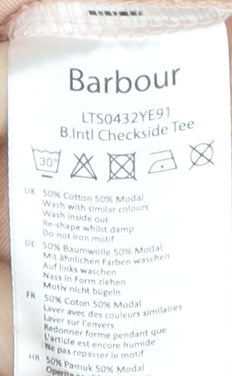 Barbour
LTS0432YE91
B.Intl Checkside Tee
30°
UK 50% Cotton 50% Modal
Wash with similar colours
Wash inside out
Re-shape whilst damp
Do not iron motif
DE 50% Baumwolle 50% Modal
Mit ähnlichen Farben waschen
Auf links waschen
Nass in Form ziehen
Motiv nicht bügeln
FR 50% Coton 50% Modal
Laver avec des couleurs similaires
Laver sur l'envers
Redonner forme pendant que
L'article est encore humide
Ne pas repasser le motif
HR 50% Pamuk 50% Modal